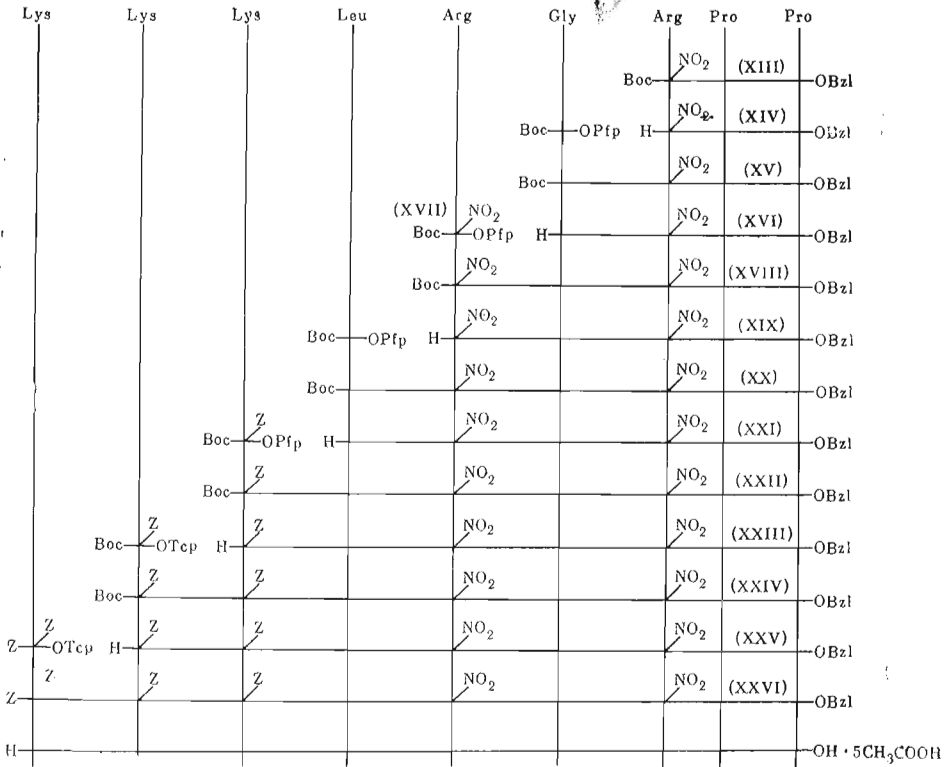 Lys Lys Lys Leu Arg Gly Arg Pro Pro
Boc NO2 (XIII) OBzl
Boc OPfp H NO2 (XIV) OBzl
Boc NO2 (XV) OBzl
(XVII) NO2 NO2 (XVI)
Boc OPfp H OBzl
Boc NO2 NO2 (XVIII) OBzl
Boc OPfp H NO2 NO2 (XIX) OBzl
Boc NO2 NO2 (XX) OBzl
Boc Z OPfp H NO2 NO2 (XXI) OBzl
Boc Z NO2 NO2 (XXII) OBzl
Boc Z OTcp H Z NO2 NO2 (XXIII) OBzl
Boc Z Z NO2 NO2 (XXIV) OBzl
Z Z OTcp H Z Z NO2 NO2 (XXV) OBzl
Z Z Z Z NO2 NO2 (XXVI) OBzl
H OH · 5CH3COOH